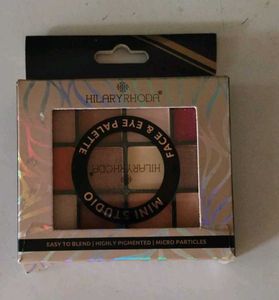 HILARYRHODA
FACE & EYE PALETTE
HILARYRHODA
MINI STUDIO
EASY TO BLEND | HIGHLY PIGMENTED | MICRO PARTICLES